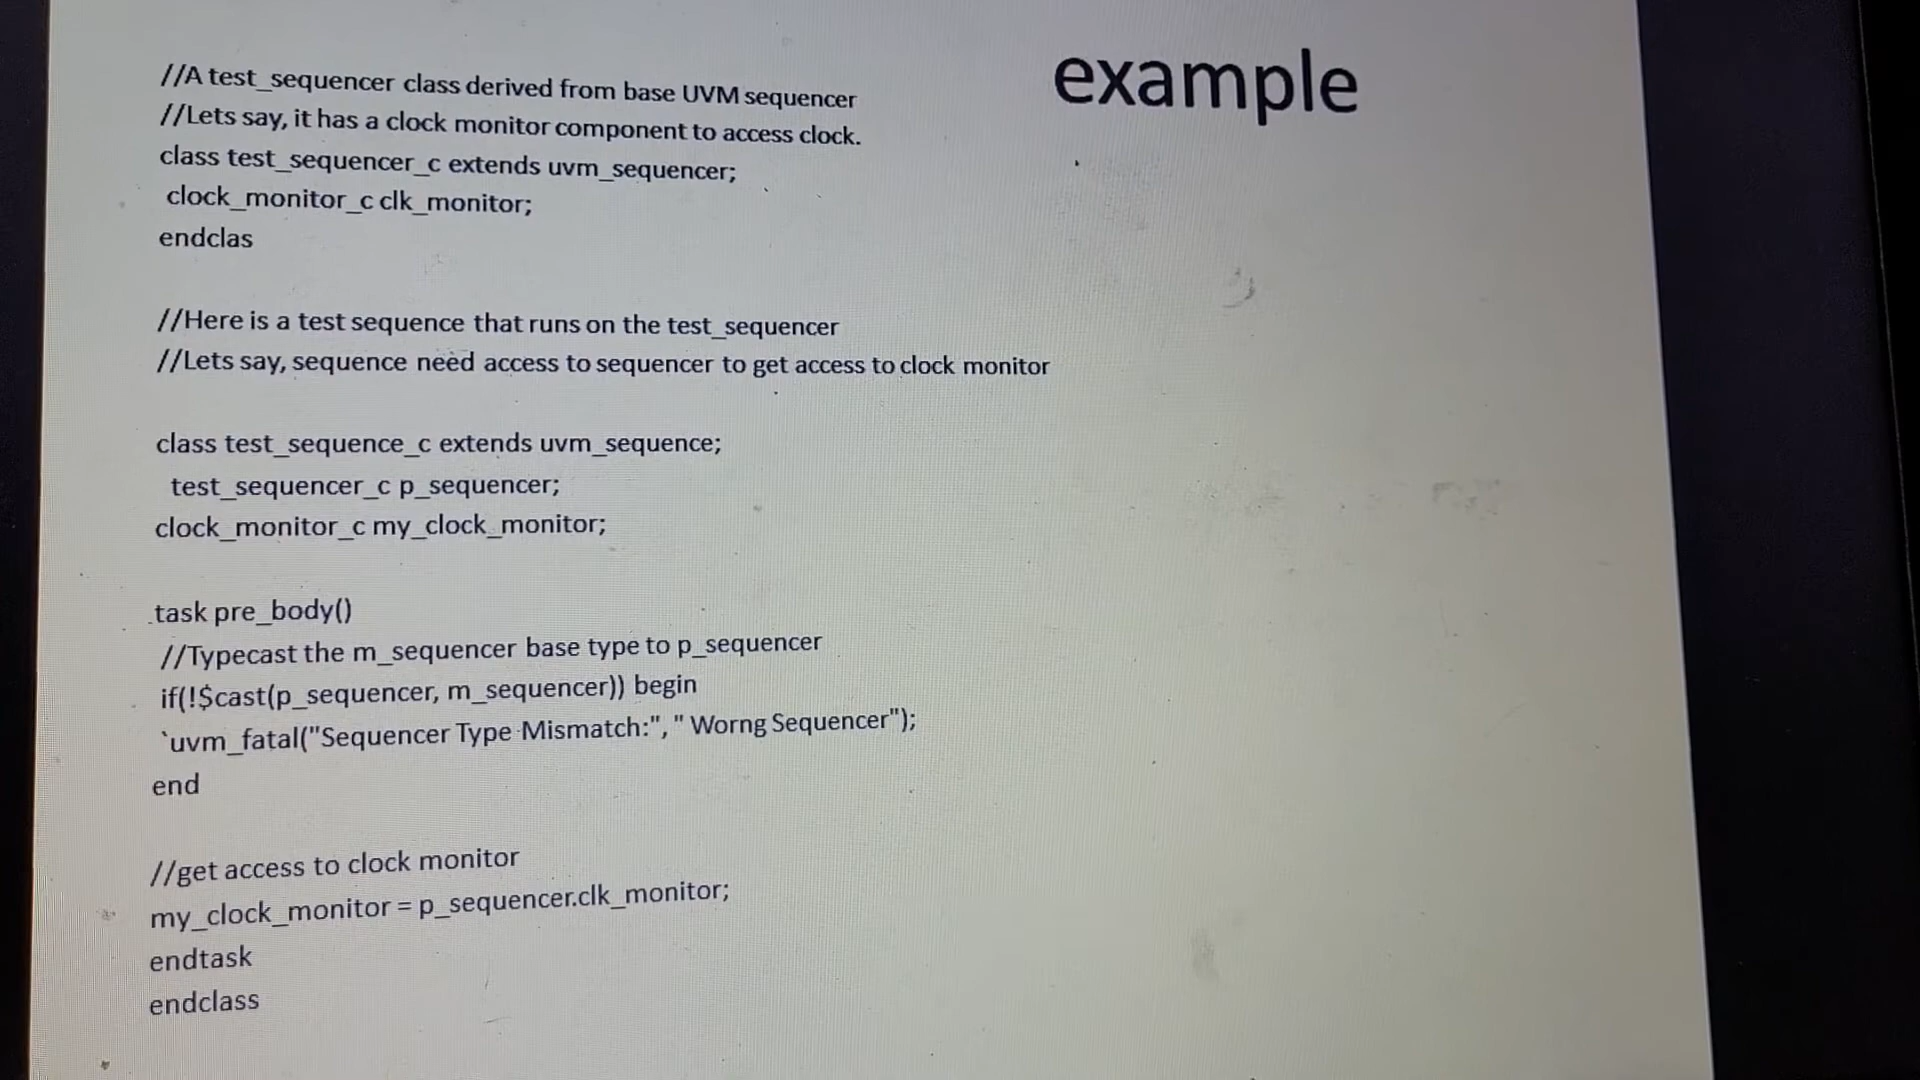 example
//A test_sequencer class derived from base UVM sequencer
//Lets say, it has a clock monitor component to access clock.
class test_sequencer_c extends uvm_sequencer;
clock_monitor_c clk_monitor;
endclas
//Here is a test sequence that runs on the test_sequencer
//Lets say, sequence need access to sequencer to get access to clock monitor
class test_sequence_c extends uvm_sequence;
test_sequencer_c p_sequencer;
clock_monitor_c my_clock_monitor;
task pre_body()
//Typecast the m_sequencer base type to p_sequencer
if(!$cast(p_sequencer, m_sequencer)) begin
`uvm_fatal("Sequencer Type Mismatch:", " Worng Sequencer");
end
//get access to clock monitor
my_clock_monitor = p_sequencer.clk_monitor;
endtask
endclass